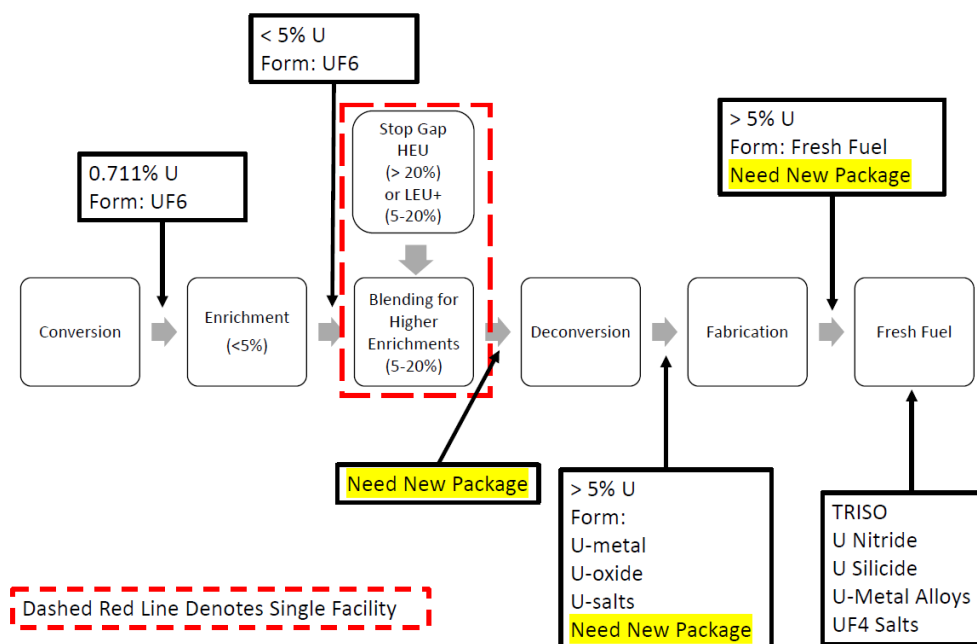 < 5% U
Form: UF6
0.711% U
Form: UF6
Stop Gap
HEU
(> 20%)
or LEU+
(5-20%)
> 5% U
Form: Fresh Fuel
Need New Package
Conversion
Enrichment
(<5%)
Blending for
Higher
Enrichments
(5-20%)
Deconversion
Fabrication
Fresh Fuel
Need New Package
> 5% U
Form:
U-metal
U-oxide
U-salts
Need New Package
TRISO
U Nitride
U Silicide
U-Metal Alloys
UF4 Salts
Dashed Red Line Denotes Single Facility